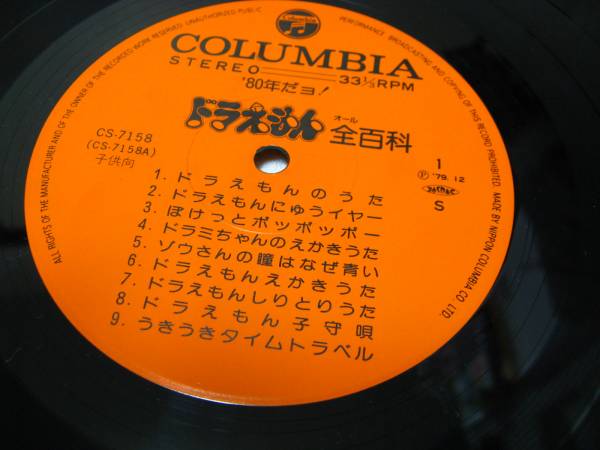 Columbia
COLUMBIA
STEREO 33⅓RPM
'80年だョ!
ドラえもん 全百科
オール
CS-7158
(CS-7158A)
子供向
1
Ⓟ'79.12
S
1. ドラえもんのうた
2. ドラえもんにゅうイヤー
3. ぽけっとポッポッポー
4. ドラミちゃんのえかきうた
5. ゾウさんの瞳はなぜ青い
6. ドラえもんえかきうた
7. ドラえもんしりとりうた
8. ドラえもん子守唄
9. うきうきタイムトラベル
ALL RIGHTS OF THE MANUFACTURER AND OF THE OWNER OF THE RECORDED WORK RESERVED. UNAUTHORIZED PUBLIC PERFORMANCE BROADCASTING AND COPYING OF THIS RECORD PROHIBITED. MADE BY NIPPON COLUMBIA CO. LTD.